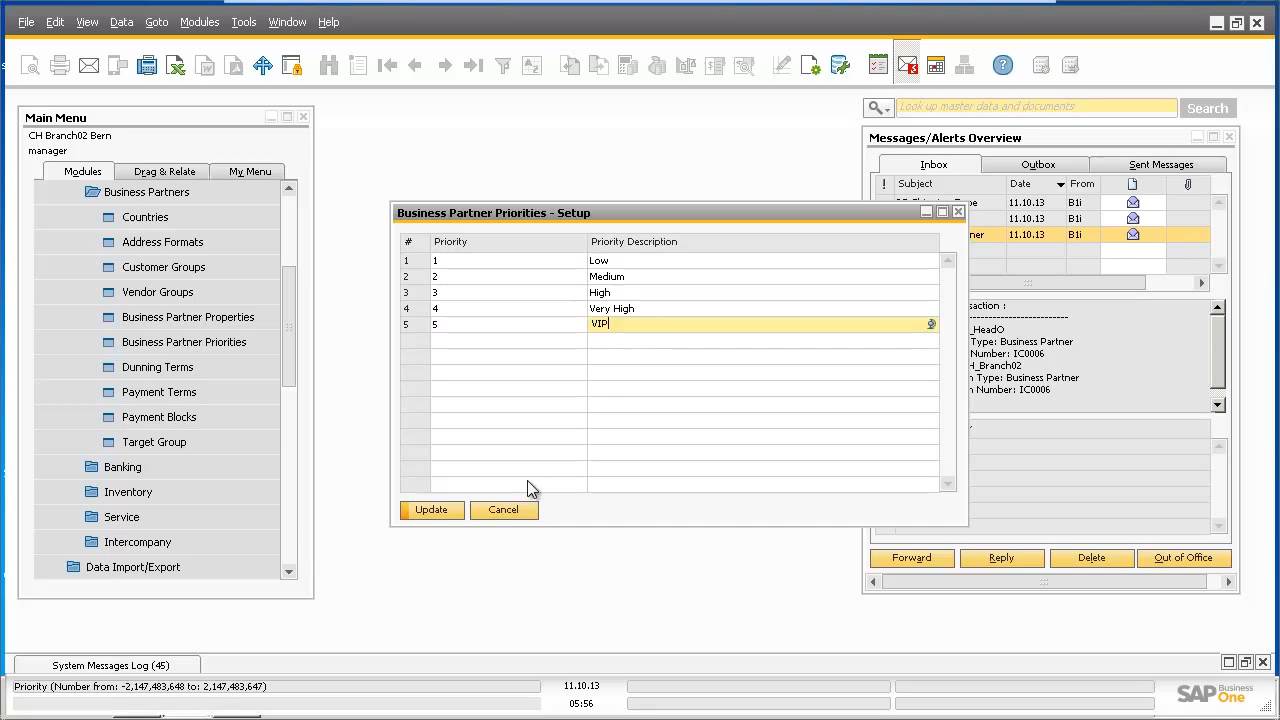 File Edit View Data Goto Modules Tools Window Help
Look up master data and documents Search
Main Menu
CH Branch02 Bern
manager
Modules Drag & Relate My Menu
Business Partners
Countries
Address Formats
Customer Groups
Vendor Groups
Business Partner Properties
Business Partner Priorities
Dunning Terms
Payment Terms
Payment Blocks
Target Group
Banking
Inventory
Service
Intercompany
Data Import/Export
Business Partner Priorities - Setup
# Priority Priority Description
1 1 Low
2 2 Medium
3 3 High
4 4 Very High
5 5 VIP
Update Cancel
Messages/Alerts Overview
Inbox Outbox Sent Messages
! Subject Date From
11.10.13 B1i
11.10.13 B1i
ner 11.10.13 B1i
saction :
-------------------------
_HeadO
Type: Business Partner
Number: IC0006
H_Branch02
n Type: Business Partner
n Number: IC0006
Forward Reply Delete Out of Office
System Messages Log (45)
Priority (Number from: -2,147,483,648 to: 2,147,483,647) 11.10.13
05:56
SAP Business One